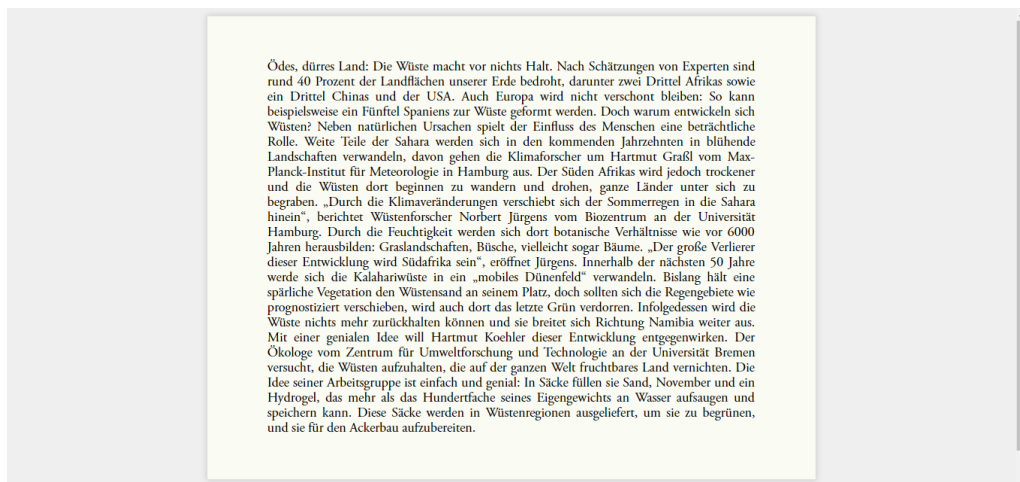 Ödes, dürres Land: Die Wüste macht vor nichts Halt. Nach Schätzungen von Experten sind
rund 40 Prozent der Landflächen unserer Erde bedroht, darunter zwei Drittel Afrikas sowie
ein Drittel Chinas und der USA. Auch Europa wird nicht verschont bleiben: So kann
beispielsweise ein Fünftel Spaniens zur Wüste geformt werden. Doch warum entwickeln sich
Wüsten? Neben natürlichen Ursachen spielt der Einfluss des Menschen eine beträchtliche
Rolle. Weite Teile der Sahara werden sich in den kommenden Jahrzehnten in blühende
Landschaften verwandeln, davon gehen die Klimaforscher um Hartmut Graßl vom Max-
Planck-Institut für Meteorologie in Hamburg aus. Der Süden Afrikas wird jedoch trockener
und die Wüsten dort beginnen zu wandern und drohen, ganze Länder unter sich zu
begraben. „Durch die Klimaveränderungen verschiebt sich der Sommerregen in die Sahara
hinein“, berichtet Wüstenforscher Norbert Jürgens vom Biozentrum an der Universität
Hamburg. Durch die Feuchtigkeit werden sich dort botanische Verhältnisse wie vor 6000
Jahren herausbilden: Graslandschaften, Büsche, vielleicht sogar Bäume. „Der große Verlierer
dieser Entwicklung wird Südafrika sein“, eröffnet Jürgens. Innerhalb der nächsten 50 Jahre
werde sich die Kalahariwüste in ein „mobiles Dünenfeld“ verwandeln. Bislang hält eine
spärliche Vegetation den Wüstensand an seinem Platz, doch sollten sich die Regengebiete wie
prognostiziert verschieben, wird auch dort das letzte Grün verdorren. Infolgedessen wird die
Wüste nichts mehr zurückhalten können und sie breitet sich Richtung Namibia weiter aus.
Mit einer genialen Idee will Hartmut Koehler dieser Entwicklung entgegenwirken. Der
Ökologe vom Zentrum für Umweltforschung und Technologie an der Universität Bremen
versucht, die Wüsten aufzuhalten, die auf der ganzen Welt fruchtbares Land vernichten. Die
Idee seiner Arbeitsgruppe ist einfach und genial: In Säcke füllen sie Sand, November und ein
Hydrogel, das mehr als das Hundertfache seines Eigengewichts an Wasser aufsaugen und
speichern kann. Diese Säcke werden in Wüstenregionen ausgeliefert, um sie zu begrünen,
und sie für den Ackerbau aufzubereiten.